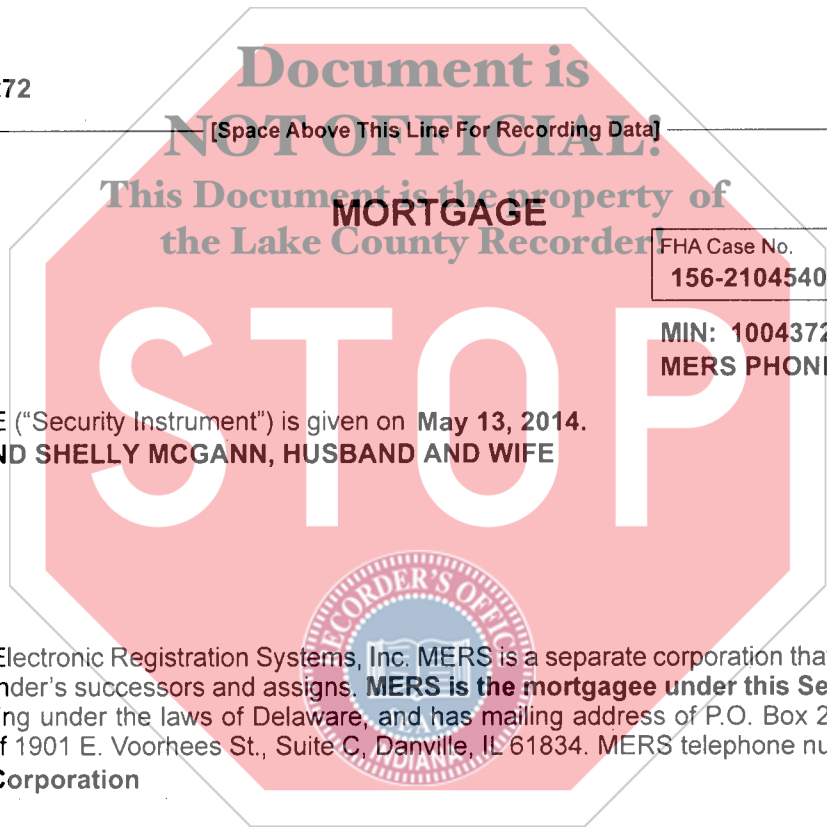 Document is
:72
[Space Above This Line For Recording Data]
NOT OFFICIAL!
This Document is the property of
MORTGAGE
the Lake County Recorder!
FHA Case No.
156-2104540
MIN: 1004372
MERS PHON
STOP
("Security Instrument") is given on May 13, 2014.
ND SHELLY MCGANN, HUSBAND AND WIFE
RECORDER'S OFFIC
Electronic Registration Systems, Inc. MERS is a separate corporation tha
nder's successors and assigns. MERS is the mortgagee under this Se
ing under the laws of Delaware, and has mailing address of P.O. Box 2
f 1901 E. Voorhees St., Suite C, Danville, IL 61834. MERS telephone nu
INDIANA
Corporation